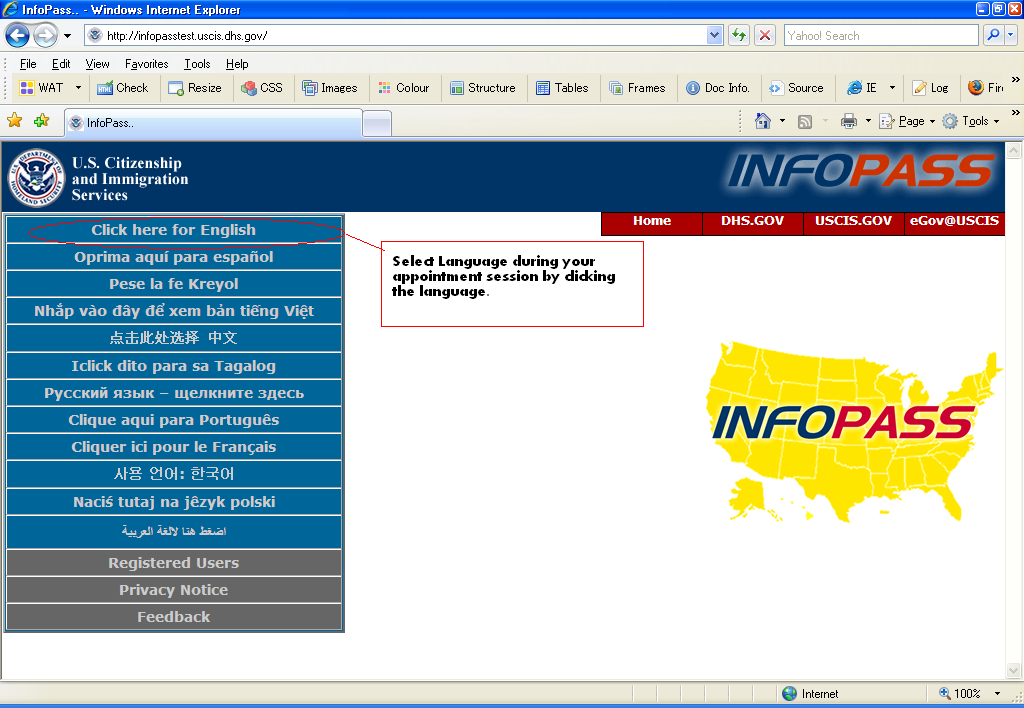 InfoPass.. - Windows Internet Explorer
http://infopasstest.uscis.dhs.gov/
Yahoo! Search
File Edit View Favorites Tools Help
WAT Check Resize CSS Images Colour Structure Tables Frames Doc Info. Source IE Log Fir
InfoPass..
Page Tools
U.S. Citizenship
and Immigration
Services
INFOPASS
Home DHS.GOV USCIS.GOV eGov@USCIS
Click here for English
Oprima aquí para español
Pese la fe Kreyol
Nhắp vào đây để xem bản tiếng Việt
点击此处选择 中文
Iclick dito para sa Tagalog
Русский язык – щелкните здесь
Clique aqui para Português
Cliquer ici pour le Français
사용 언어: 한국어
Naciś tutaj na jêzyk polski
اضغط هنا لالغة العربية
Registered Users
Privacy Notice
Feedback
Select Language during your
appointment session by clicking
the language.
INFOPASS
Internet
100%